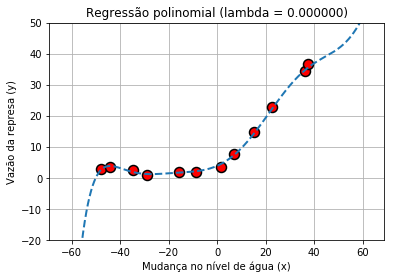 Regressão polinomial (lambda = 0.000000)
50
40
30
20
10
0
−10
−20
Vazão da represa (y)
−60 −40 −20 0 20 40 60
Mudança no nível de água (x)